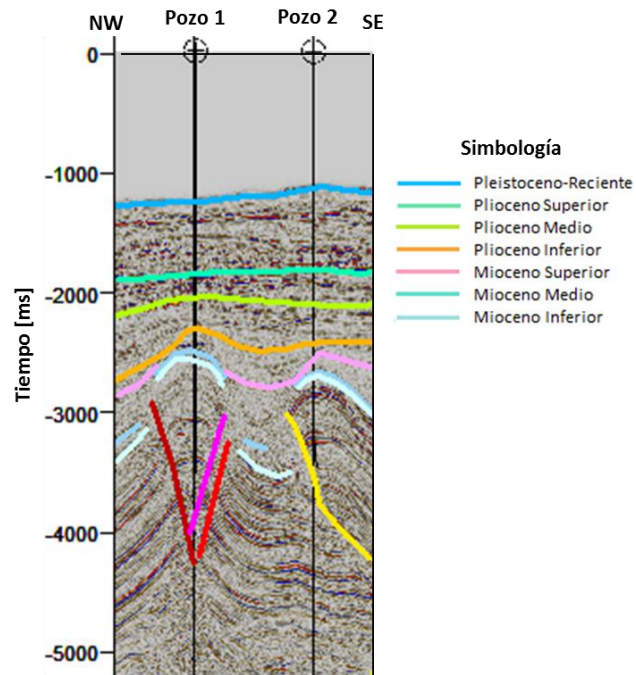 NW
Pozo 1
Pozo 2
SE
0
-1000
-2000
-3000
-4000
-5000
Tiempo [ms]
Simbología
Pleistoceno-Reciente
Plioceno Superior
Plioceno Medio
Plioceno Inferior
Mioceno Superior
Mioceno Medio
Mioceno Inferior